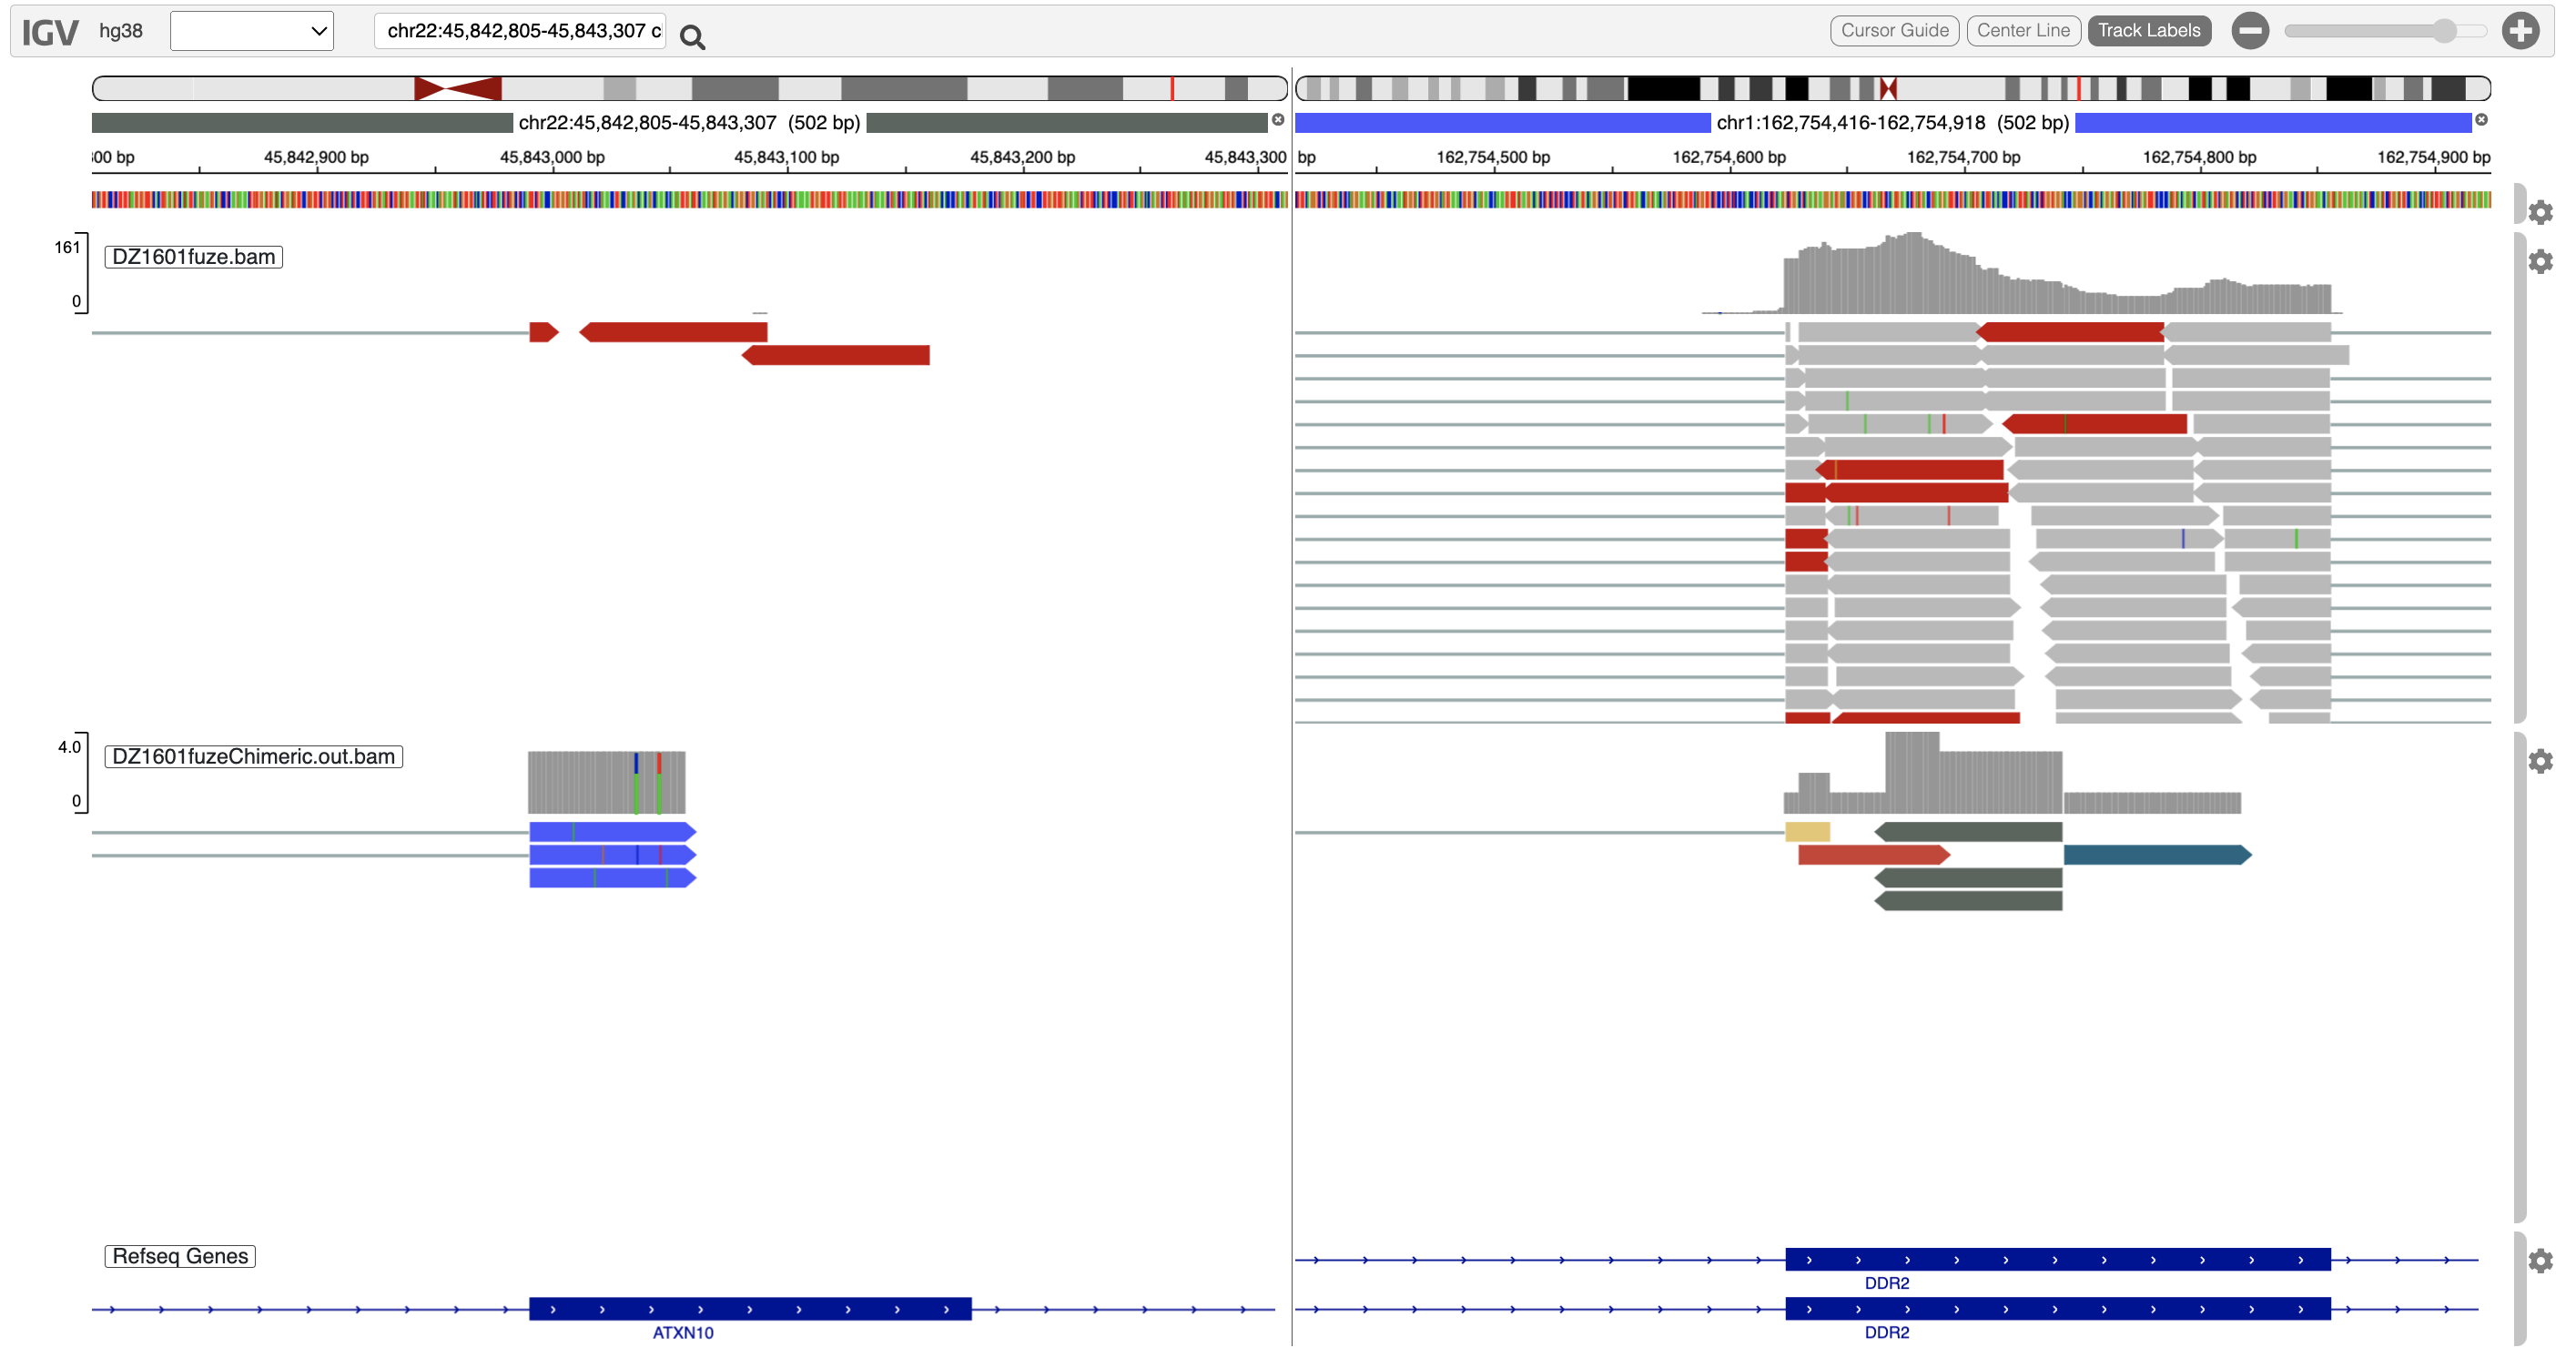 IGV hg38 chr22:45,842,805-45,843,307 c Cursor Guide Center Line Track Labels
chr22:45,842,805-45,843,307 (502 bp) chr1:162,754,416-162,754,918 (502 bp)
300 bp 45,842,900 bp 45,843,000 bp 45,843,100 bp 45,843,200 bp 45,843,300 bp 162,754,500 bp 162,754,600 bp 162,754,700 bp 162,754,800 bp 162,754,900 bp
161
DZ1601fuze.bam
0
4.0
DZ1601fuzeChimeric.out.bam
0
Refseq Genes
DDR2
ATXN10 DDR2